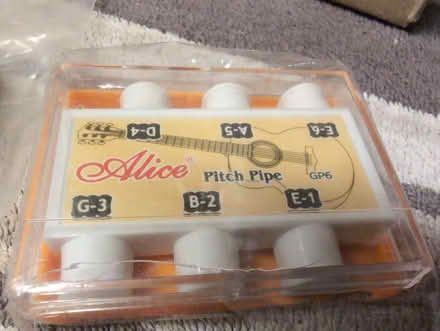 D-4 A-5 E-6
Alice®
Pitch Pipe GP6
G-3 B-2 E-1